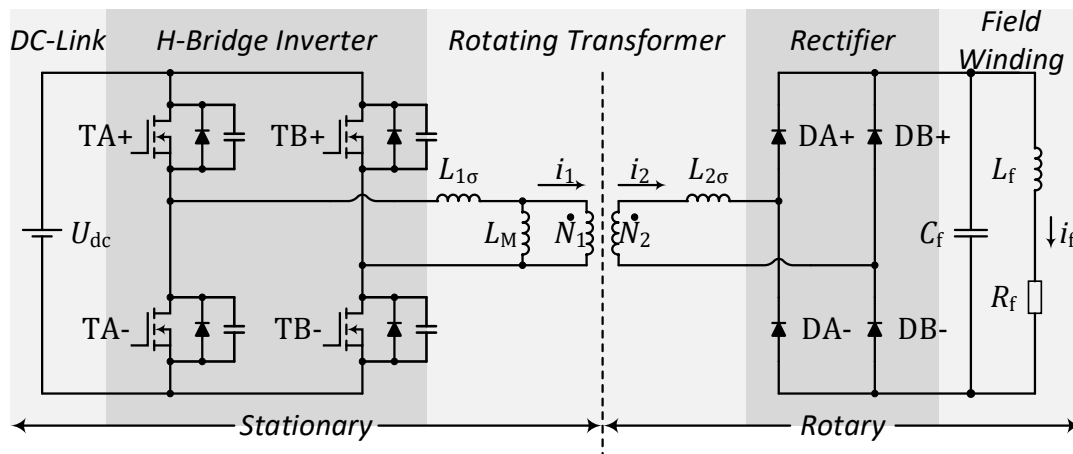 DC-Link
H-Bridge Inverter
Rotating Transformer
Rectifier
Field
Winding
TA+
TB+
DA+
DB+
L1σ
i1
i2
L2σ
Lf
Udc
LM
N1
N2
Cf
if
TA-
TB-
DA-
DB-
Rf
Stationary
Rotary